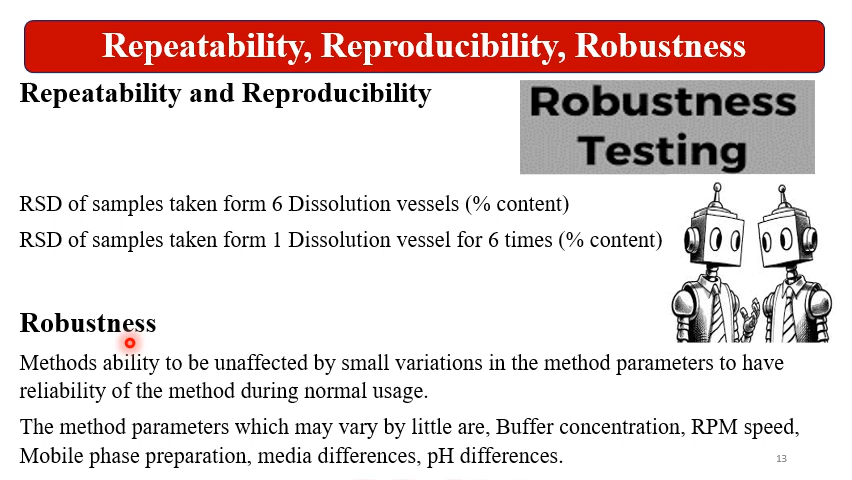 Repeatability, Reproducibility, Robustness
Repeatability and Reproducibility
Robustness
Testing
RSD of samples taken form 6 Dissolution vessels (% content)
RSD of samples taken form 1 Dissolution vessel for 6 times (% content)
Robustness
Methods ability to be unaffected by small variations in the method parameters to have
reliability of the method during normal usage.
The method parameters which may vary by little are, Buffer concentration, RPM speed,
Mobile phase preparation, media differences, pH differences.
13